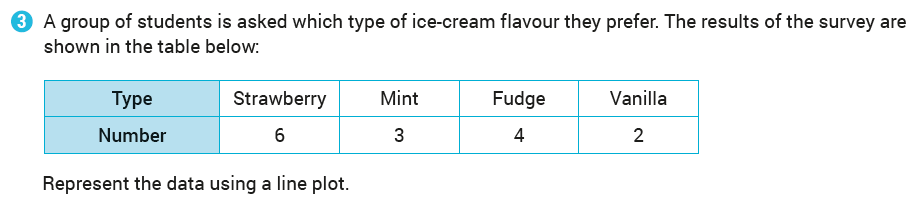 3 A group of students is asked which type of ice-cream flavour they prefer. The results of the survey are
shown in the table below:
Type Strawberry Mint Fudge Vanilla
Number 6 3 4 2
Represent the data using a line plot.